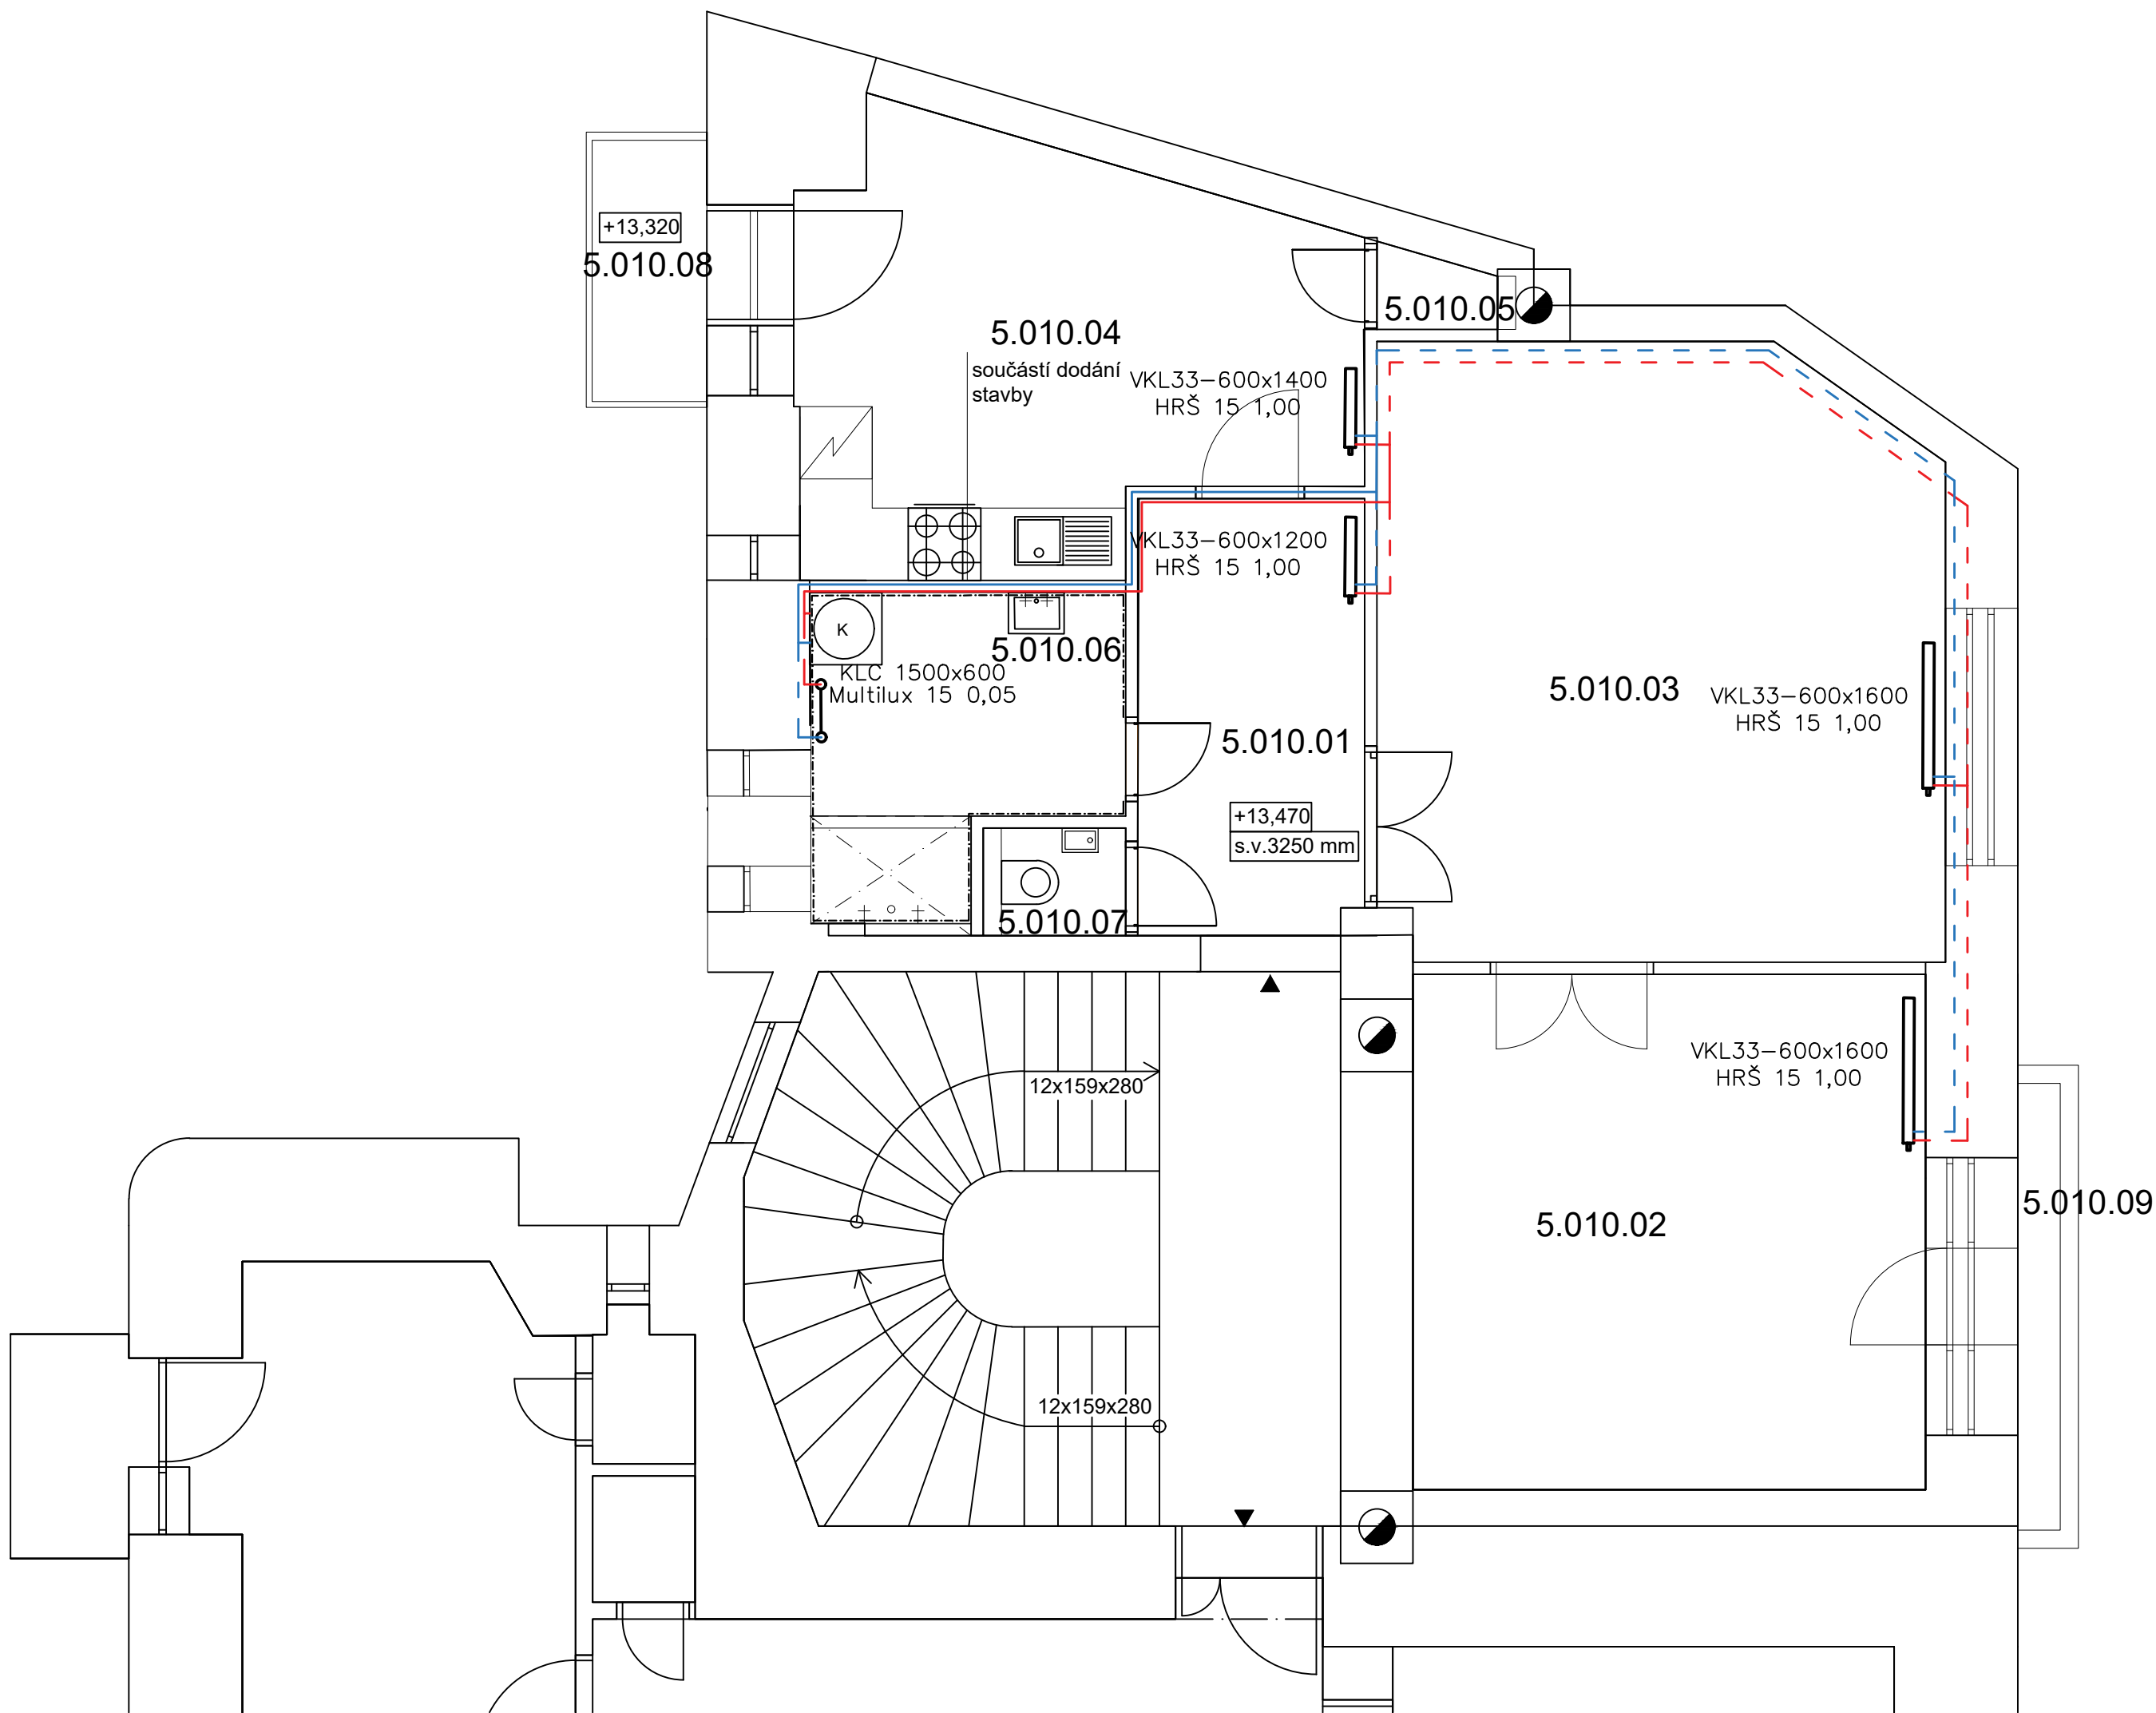 +13,320
5.010.08
5.010.04
součástí dodání
stavby
VKL33-600x1400
HRŠ 15 1,00
5.010.05
VKL33-600x1200
HRŠ 15 1,00
K
5.010.06
KLC 1500x600
Multilux 15 0,05
5.010.03
VKL33-600x1600
HRŠ 15 1,00
5.010.01
+13,470
s.v.3250 mm
5.010.07
VKL33-600x1600
HRŠ 15 1,00
12x159x280
5.010.09
5.010.02
12x159x280